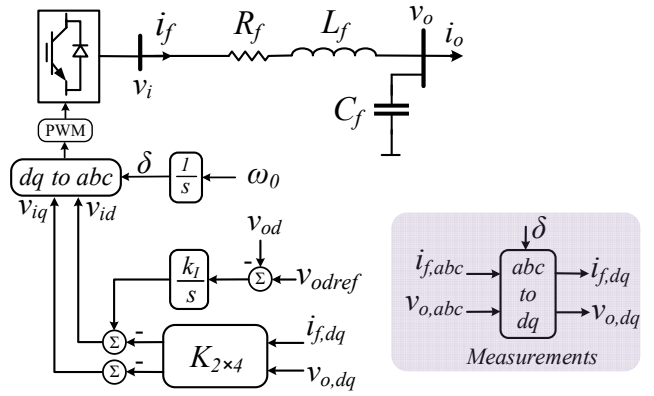 i_f R_f L_f v_o i_o
v_i C_f
PWM
dq to abc δ 1/s ω_0
v_iq v_id
v_od
-
k_I/s Σ v_odref
Σ - K_2×4 i_f,dq
Σ - v_o,dq
δ
i_f,abc abc i_f,dq
to
v_o,abc dq v_o,dq
Measurements